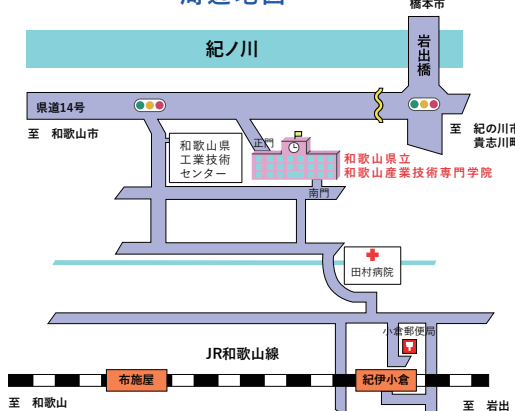 橋本市
紀ノ川
岩出橋
県道14号
至 和歌山市
至 紀の川市
貴志川町
和歌山県
工業技術
センター
正門
和歌山県立
和歌山産業技術専門学院
南門
田村病院
小倉郵便局
JR和歌山線
布施屋
紀伊小倉
至 和歌山
至 岩出